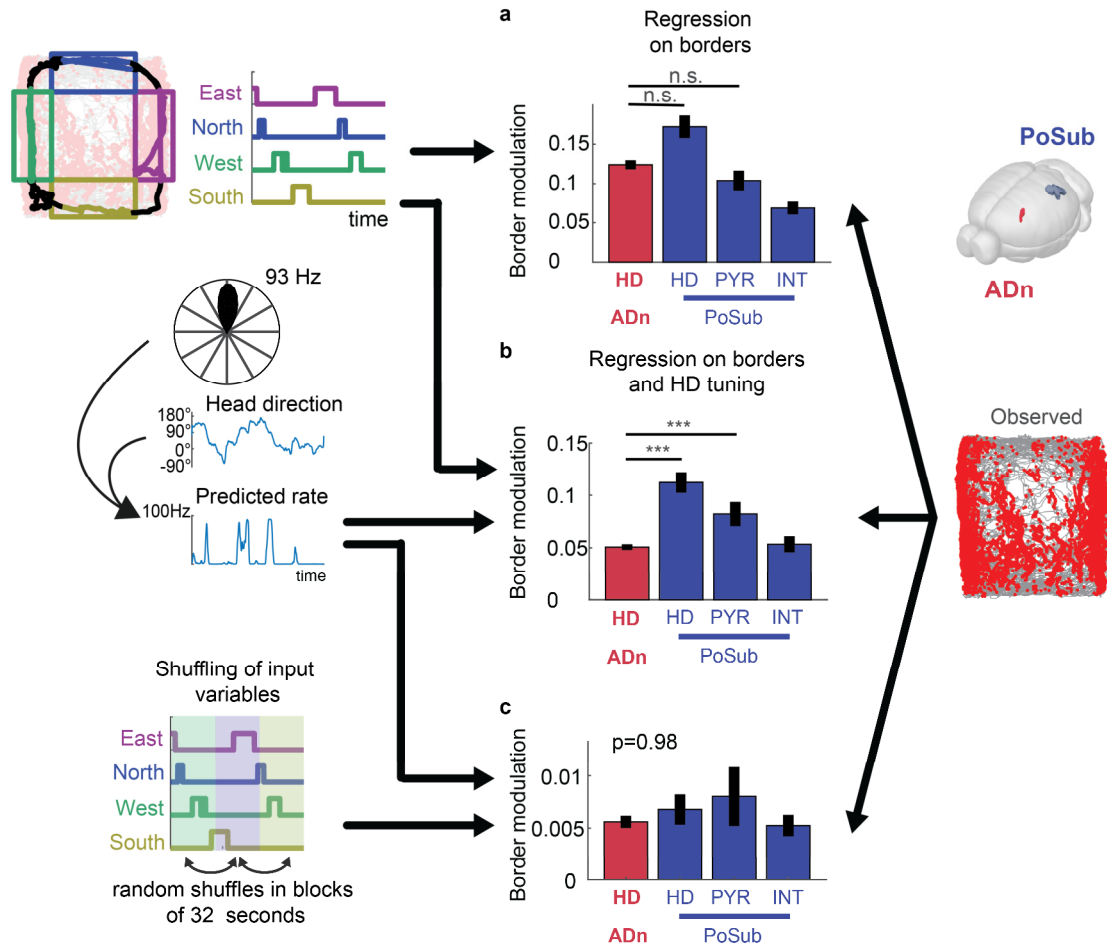 a
Regression
on borders
East
North
West
South
time
n.s.
n.s.
Border modulation
0.15
0.1
0.05
0
HD
HD
PYR
INT
ADn
PoSub
PoSub
ADn
93 Hz
Head direction
180°
90°
0°
-90°
Predicted rate
100Hz
time
b
Regression on borders
and HD tuning
***
***
Border modulation
0.15
0.1
0.05
0
HD
HD
PYR
INT
ADn
PoSub
Observed
Shuffling of input
variables
East
North
West
South
random shuffles in blocks
of 32 seconds
c
p=0.98
Border modulation
0.01
0.005
0
HD
HD
PYR
INT
ADn
PoSub